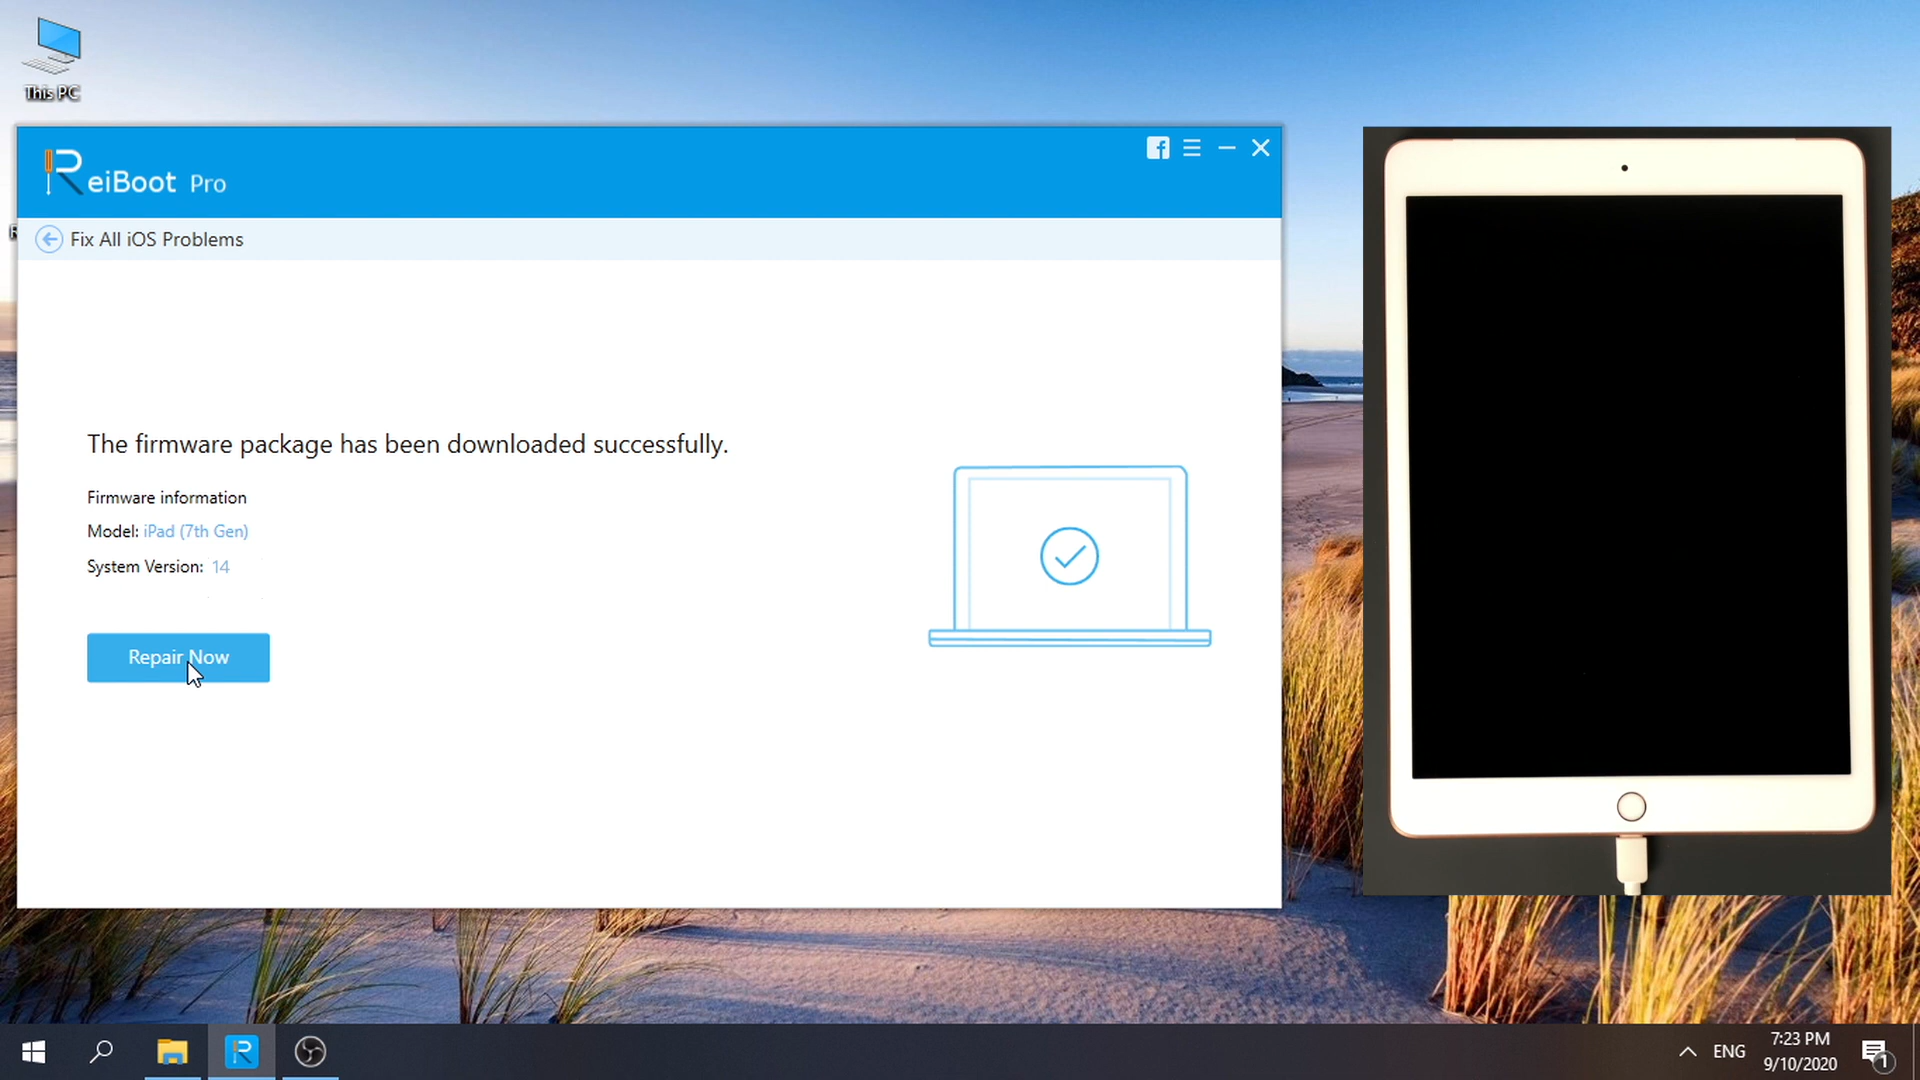 This PC
ReiBoot Pro
R
Fix All iOS Problems
The firmware package has been downloaded successfully.
Firmware information
Model: iPad (7th Gen)
System Version: 14
Repair Now
ENG
7:23 PM
9/10/2020
1